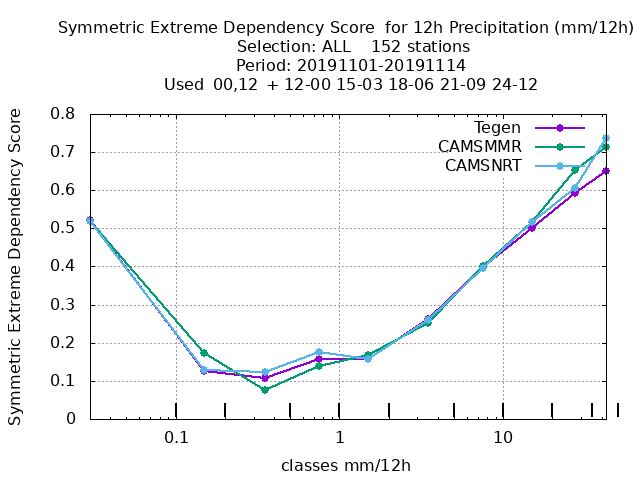 Symmetric Extreme Dependency Score  for 12h Precipitation (mm/12h)
Selection: ALL    152 stations
Period: 20191101-20191114
Used  00,12  + 12-00 15-03 18-06 21-09 24-12
Symmetric Extreme Dependency Score
0.8
0.7
0.6
0.5
0.4
0.3
0.2
0.1
0
Tegen
CAMSMMR
CAMSNRT
0.1 1 10
classes mm/12h